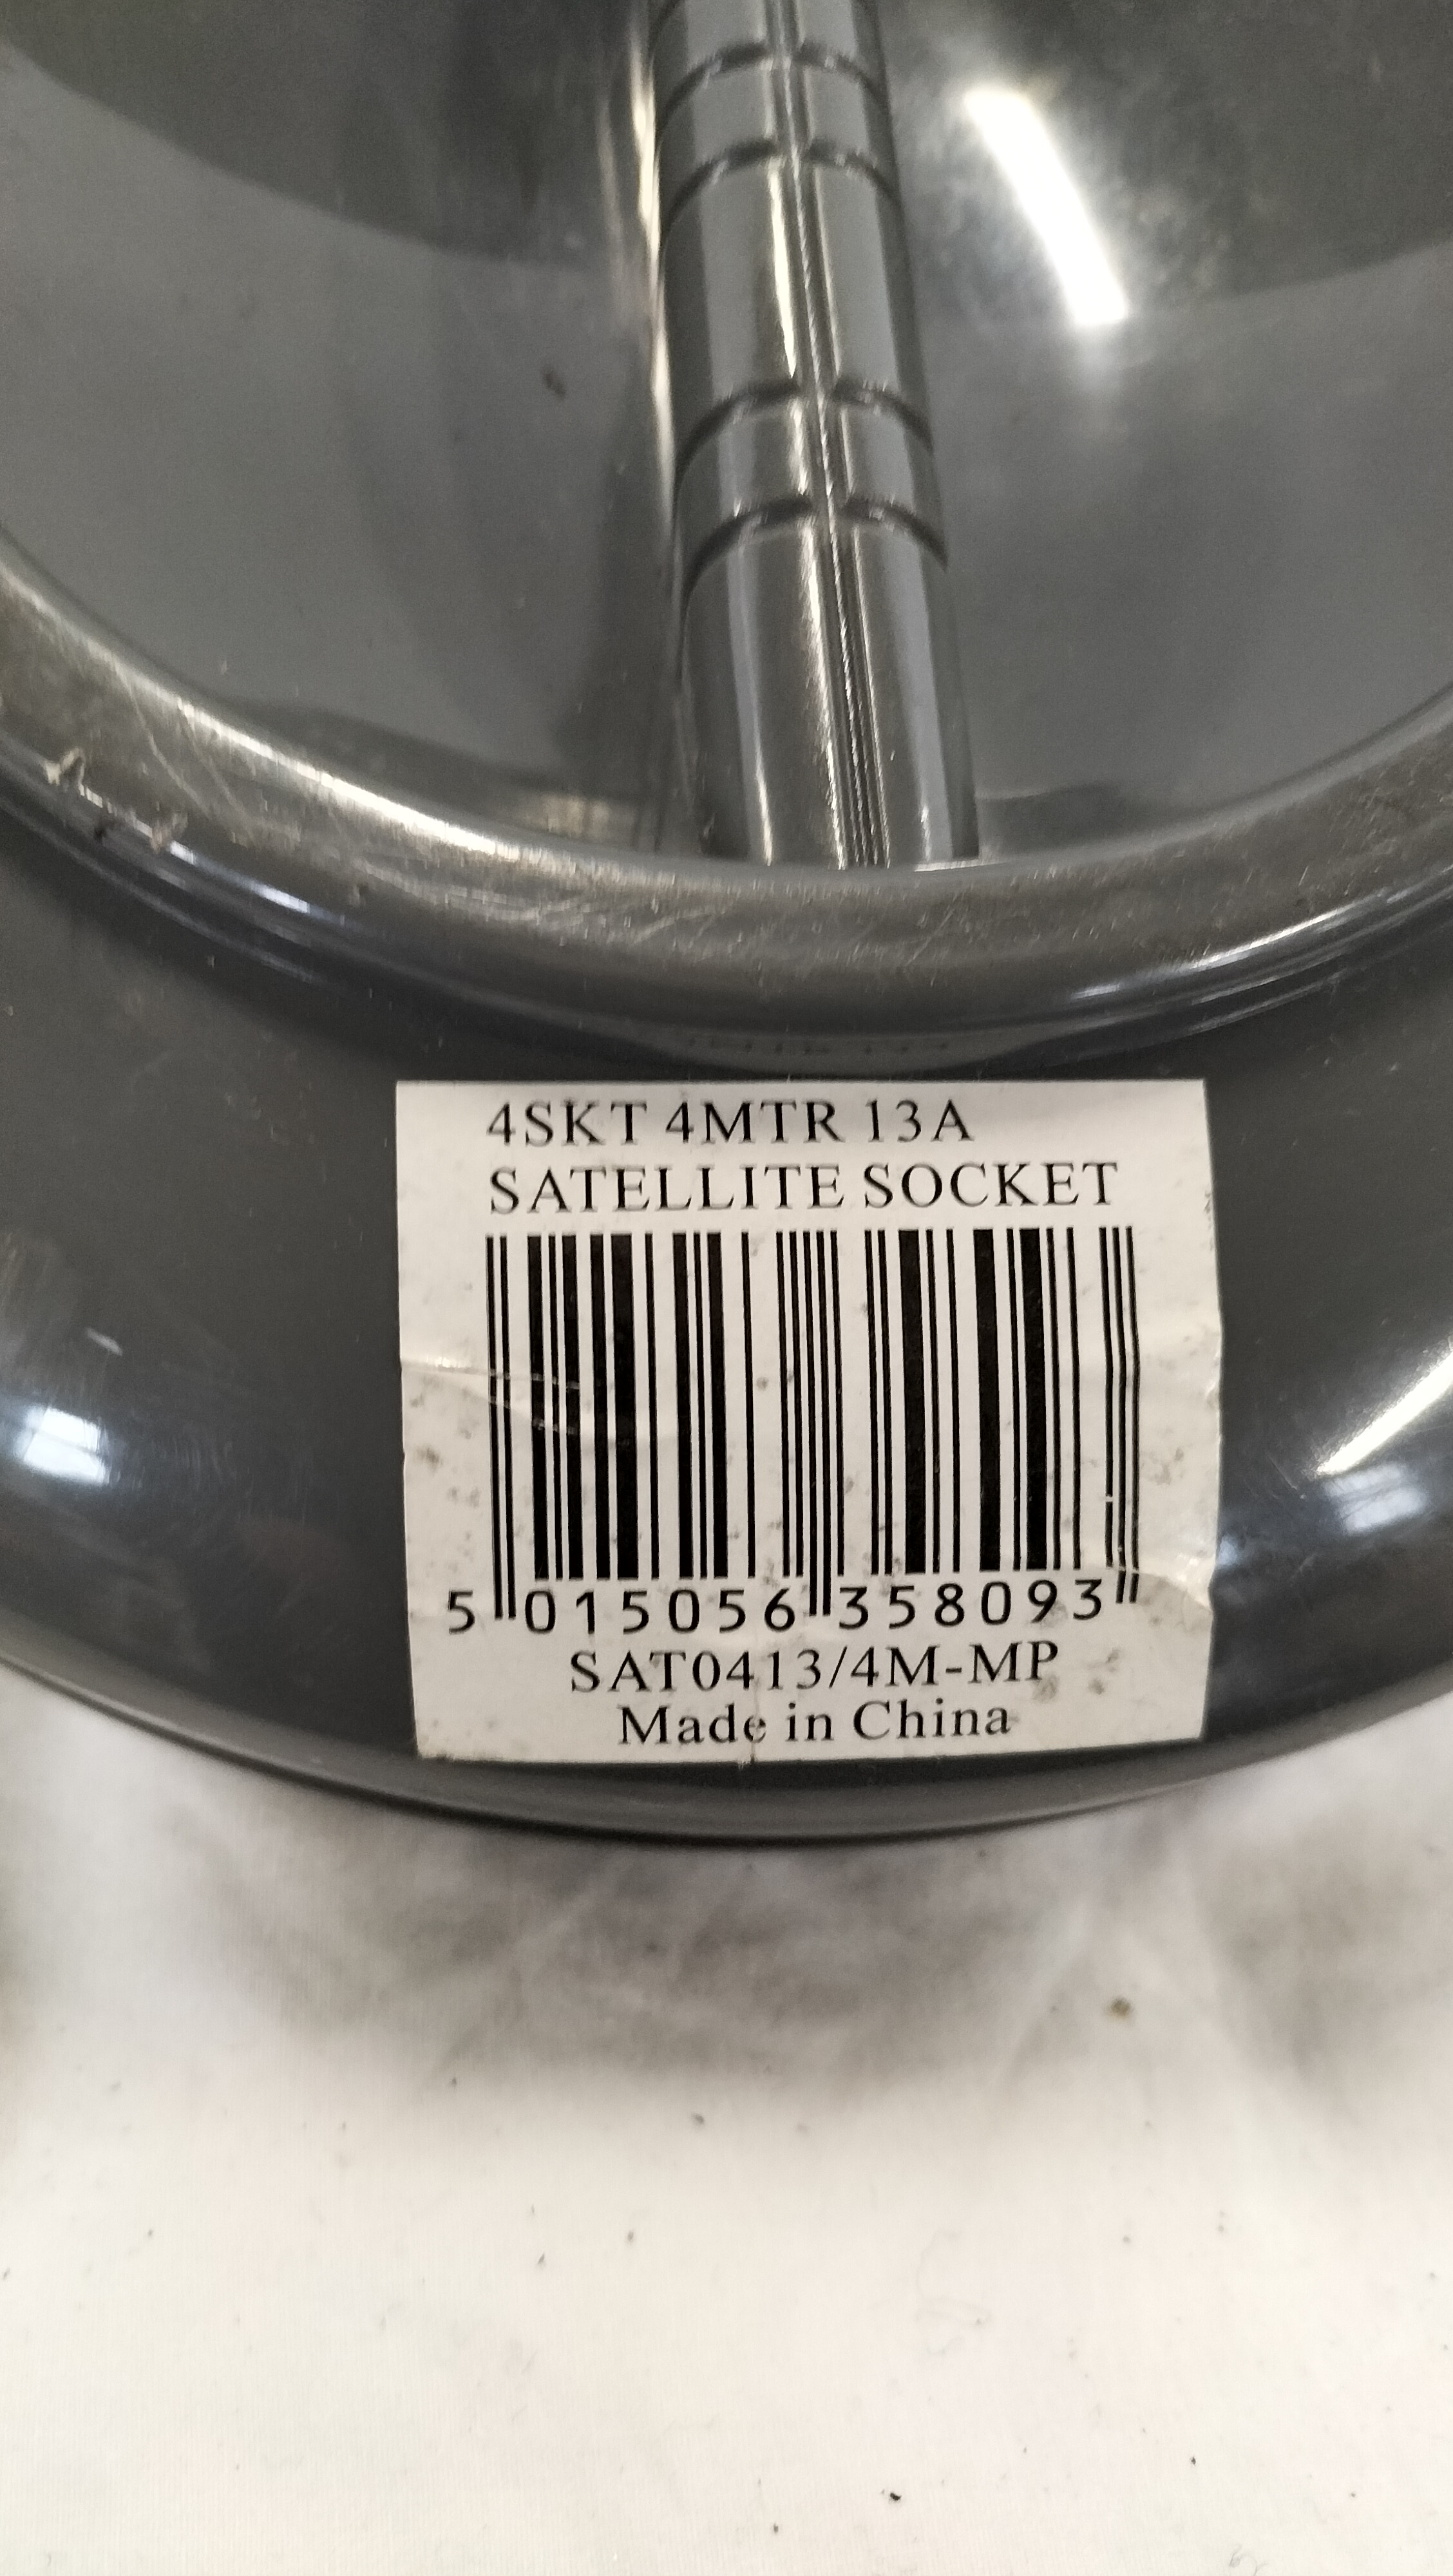 4SKT 4MTR 13A
SATELLITE SOCKET
5 015056 358093
SAT0413/4M-MP
Made in China